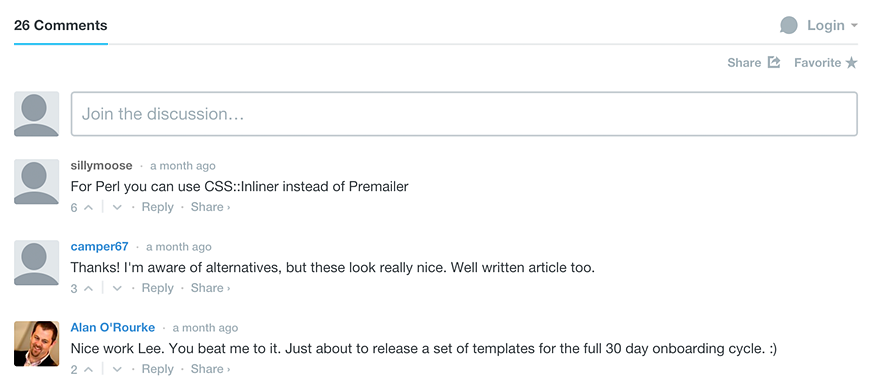 26 Comments
Login
Share Favorite
Join the discussion...
sillymoose · a month ago
For Perl you can use CSS::Inliner instead of Premailer
6 · Reply · Share ›
camper67 · a month ago
Thanks! I'm aware of alternatives, but these look really nice. Well written article too.
3 · Reply · Share ›
Alan O'Rourke · a month ago
Nice work Lee. You beat me to it. Just about to release a set of templates for the full 30 day onboarding cycle. :)
2 · Reply · Share ›